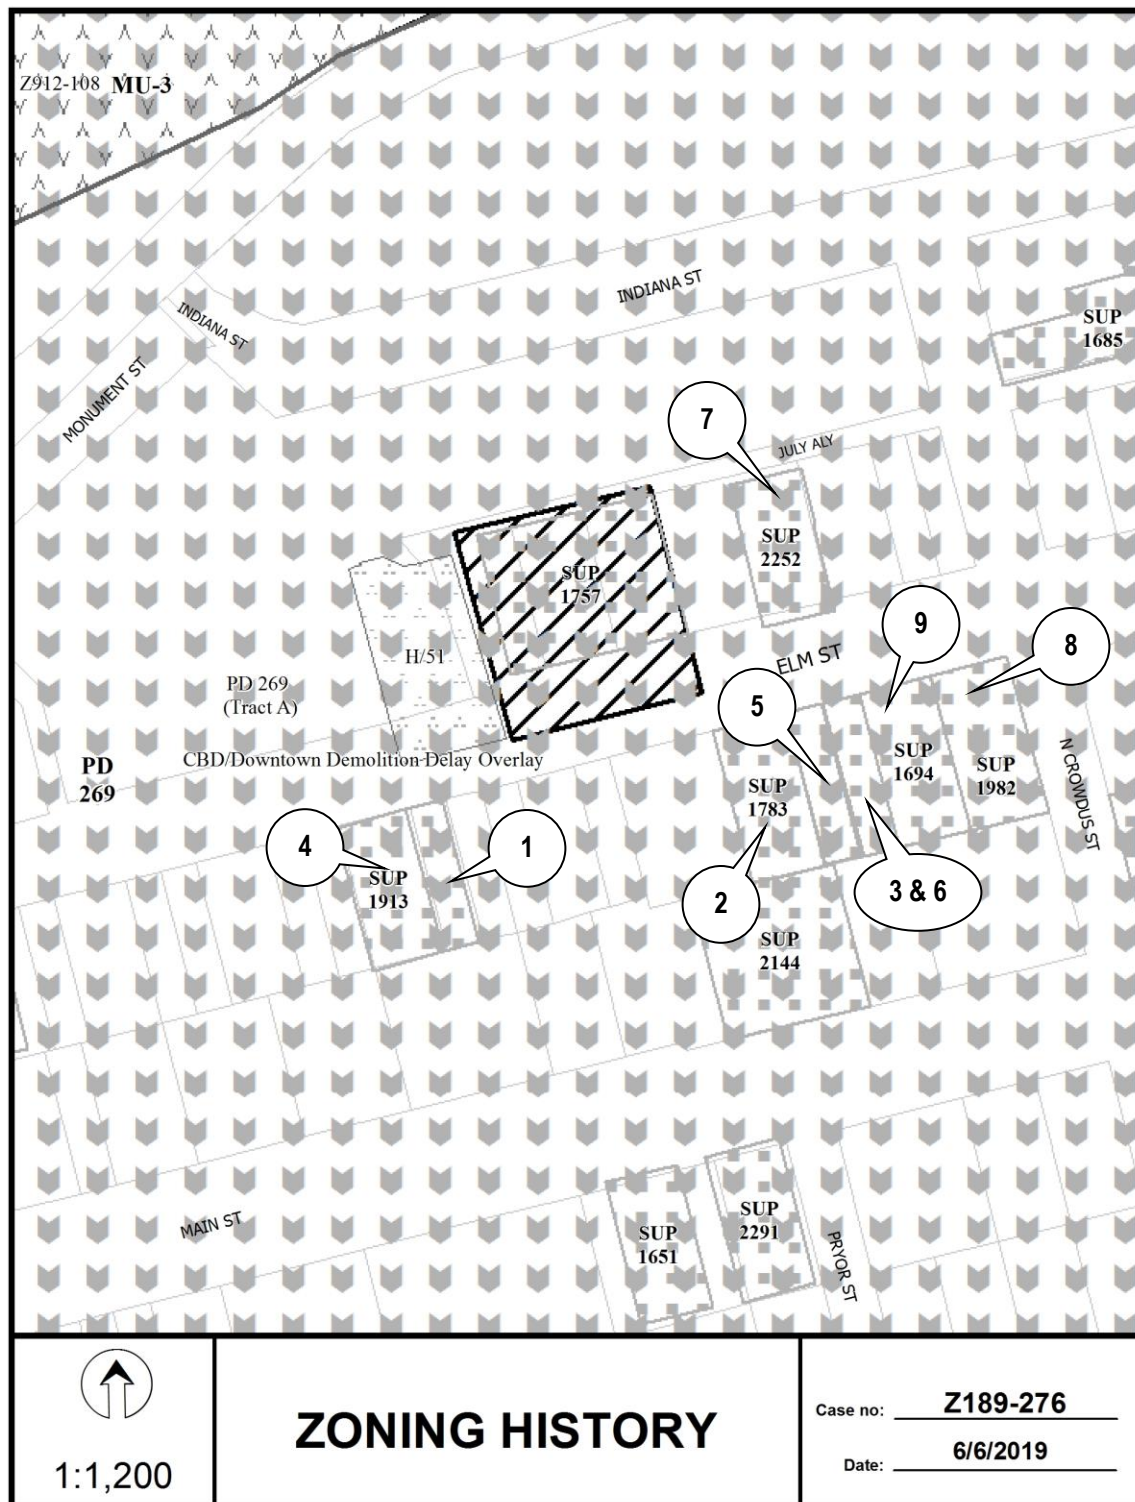 Z912-108 MU-3
INDIANA ST
INDIANA ST
SUP
1685
MONUMENT ST
7
JULY ALY
SUP
2252
SUP
1757
9
8
H/51
ELM ST
PD 269
(Tract A)
5
CBD/Downtown Demolition Delay Overlay
PD
269
SUP
1694
SUP
1982
N CROWDUS ST
SUP
1783
4
1
SUP
1913
3 & 6
2
SUP
2144
MAIN ST
SUP
1651
SUP
2291
PRYOR ST
1:1,200
ZONING HISTORY
Case no: Z189-276
Date: 6/6/2019